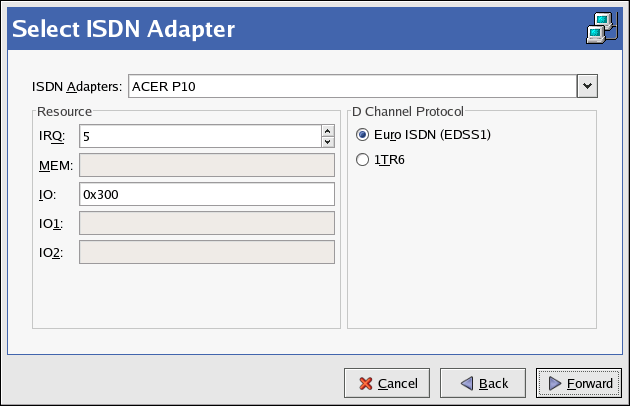 Select ISDN Adapter
ISDN Adapters: ACER P10
Resource
IRQ: 5
MEM:
IO: 0x300
IO1:
IO2:
D Channel Protocol
Euro ISDN (EDSS1)
1TR6
Cancel Back Forward